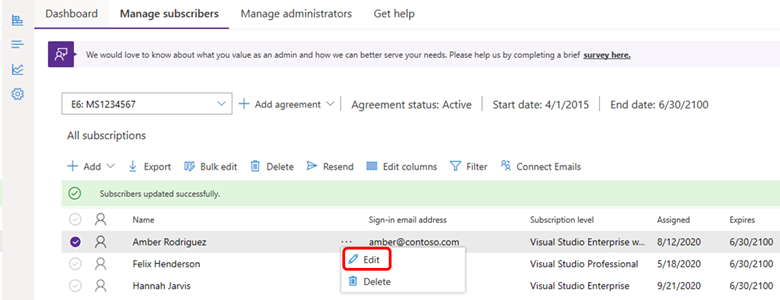 Dashboard Manage subscribers Manage administrators Get help
We would love to know about what you value as an admin and how we can better serve your needs. Please help us by completing a brief survey here.
E6: MS1234567 Add agreement Agreement status: Active Start date: 4/1/2015 End date: 6/30/2100
All subscriptions
Add Export Bulk edit Delete Resend Edit columns Filter Connect Emails
Subscribers updated successfully.
Name Sign-in email address Subscription level Assigned Expires
Amber Rodriguez ... amber@contoso.com Visual Studio Enterprise w... 8/12/2020 6/30/2100
Edit
Felix Henderson Visual Studio Professional 5/18/2020 6/30/2100
Delete
Hannah Jarvis Visual Studio Enterprise 9/21/2020 6/30/2100